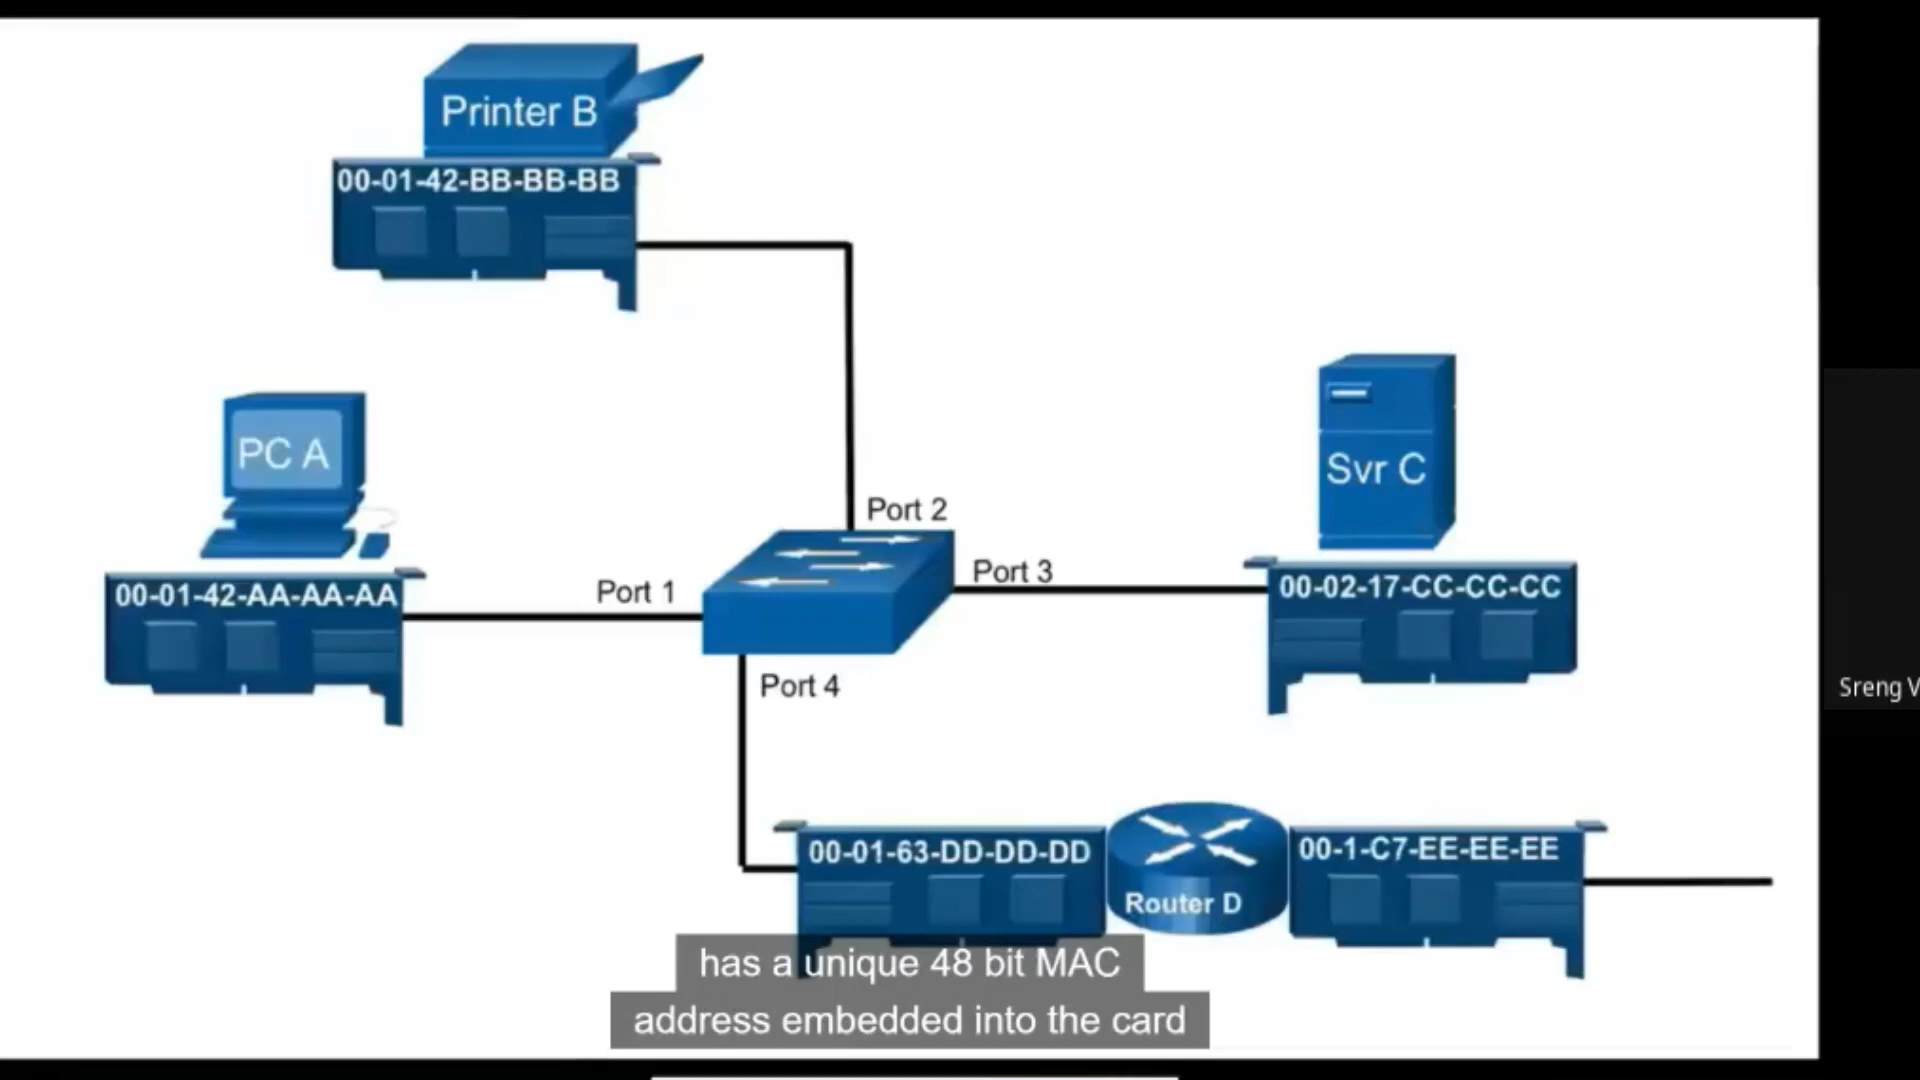 Printer B
00-01-42-BB-BB-BB
PC A
00-01-42-AA-AA-AA
Port 1
Port 2
Port 3
Port 4
Svr C
00-02-17-CC-CC-CC
00-01-63-DD-DD-DD
Router D
00-1-C7-EE-EE-EE
has a unique 48 bit MAC
address embedded into the card
Sreng V